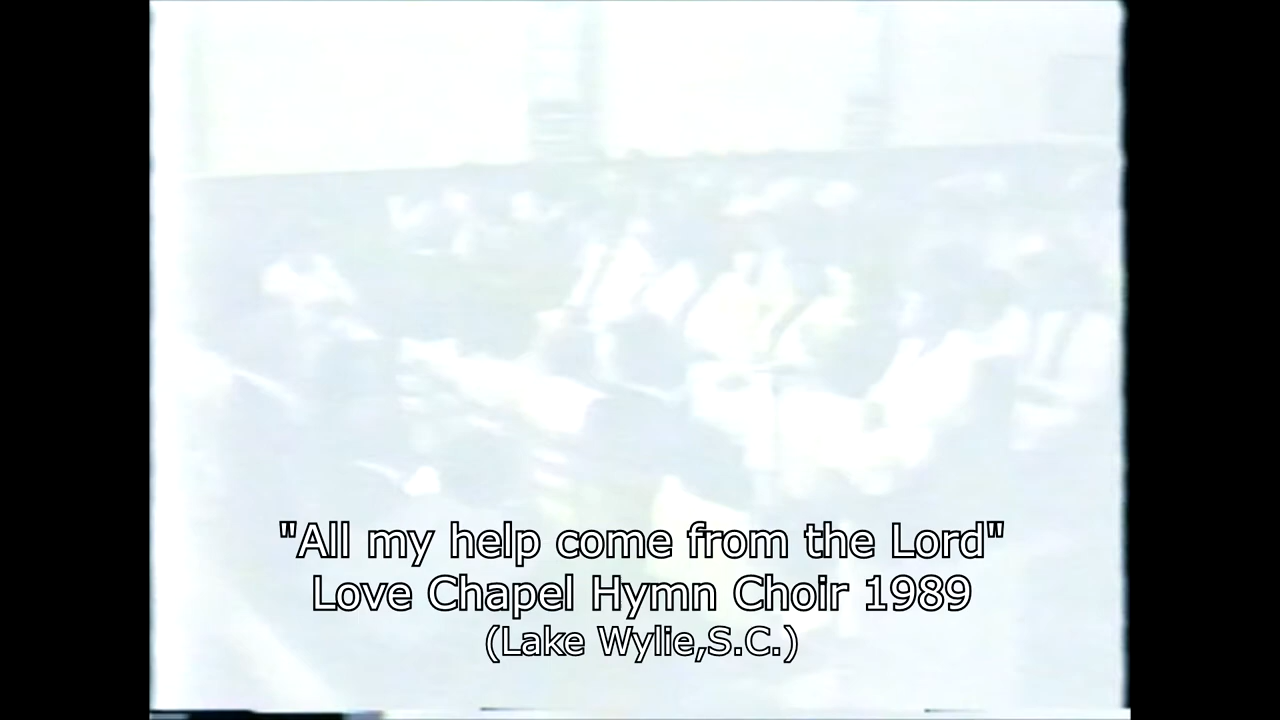 "All my help come from the Lord"
Love Chapel Hymn Choir 1989
(Lake Wylie,S.C.)